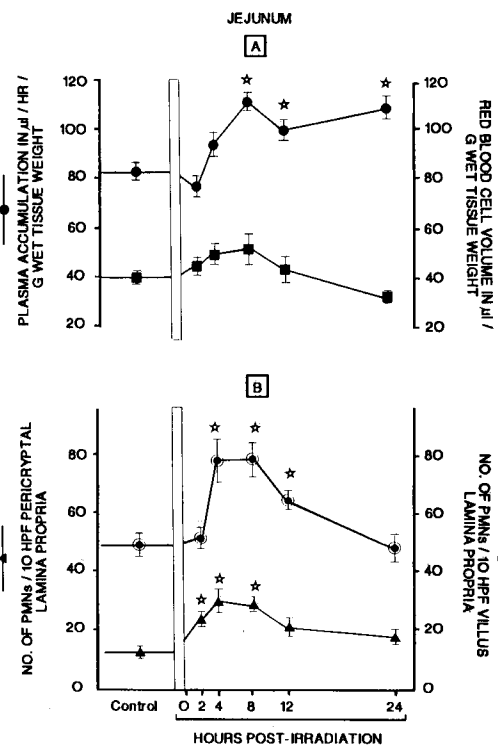 JEJUNUM
A
120
100
80
60
40
20
PLASMA ACCUMULATION IN µl / HR /
G WET TISSUE WEIGHT
120
100
80
60
40
20
RED BLOOD CELL VOLUME IN µl /
G WET TISSUE WEIGHT
B
80
60
40
20
O
NO. OF PMNs / 10 HPF PERICRYPTAL
LAMINA PROPRIA
80
60
40
20
O
NO. OF PMNs / 10 HPF VILLUS
LAMINA PROPRIA
Control O 2 4 8 12 24
HOURS POST-IRRADIATION